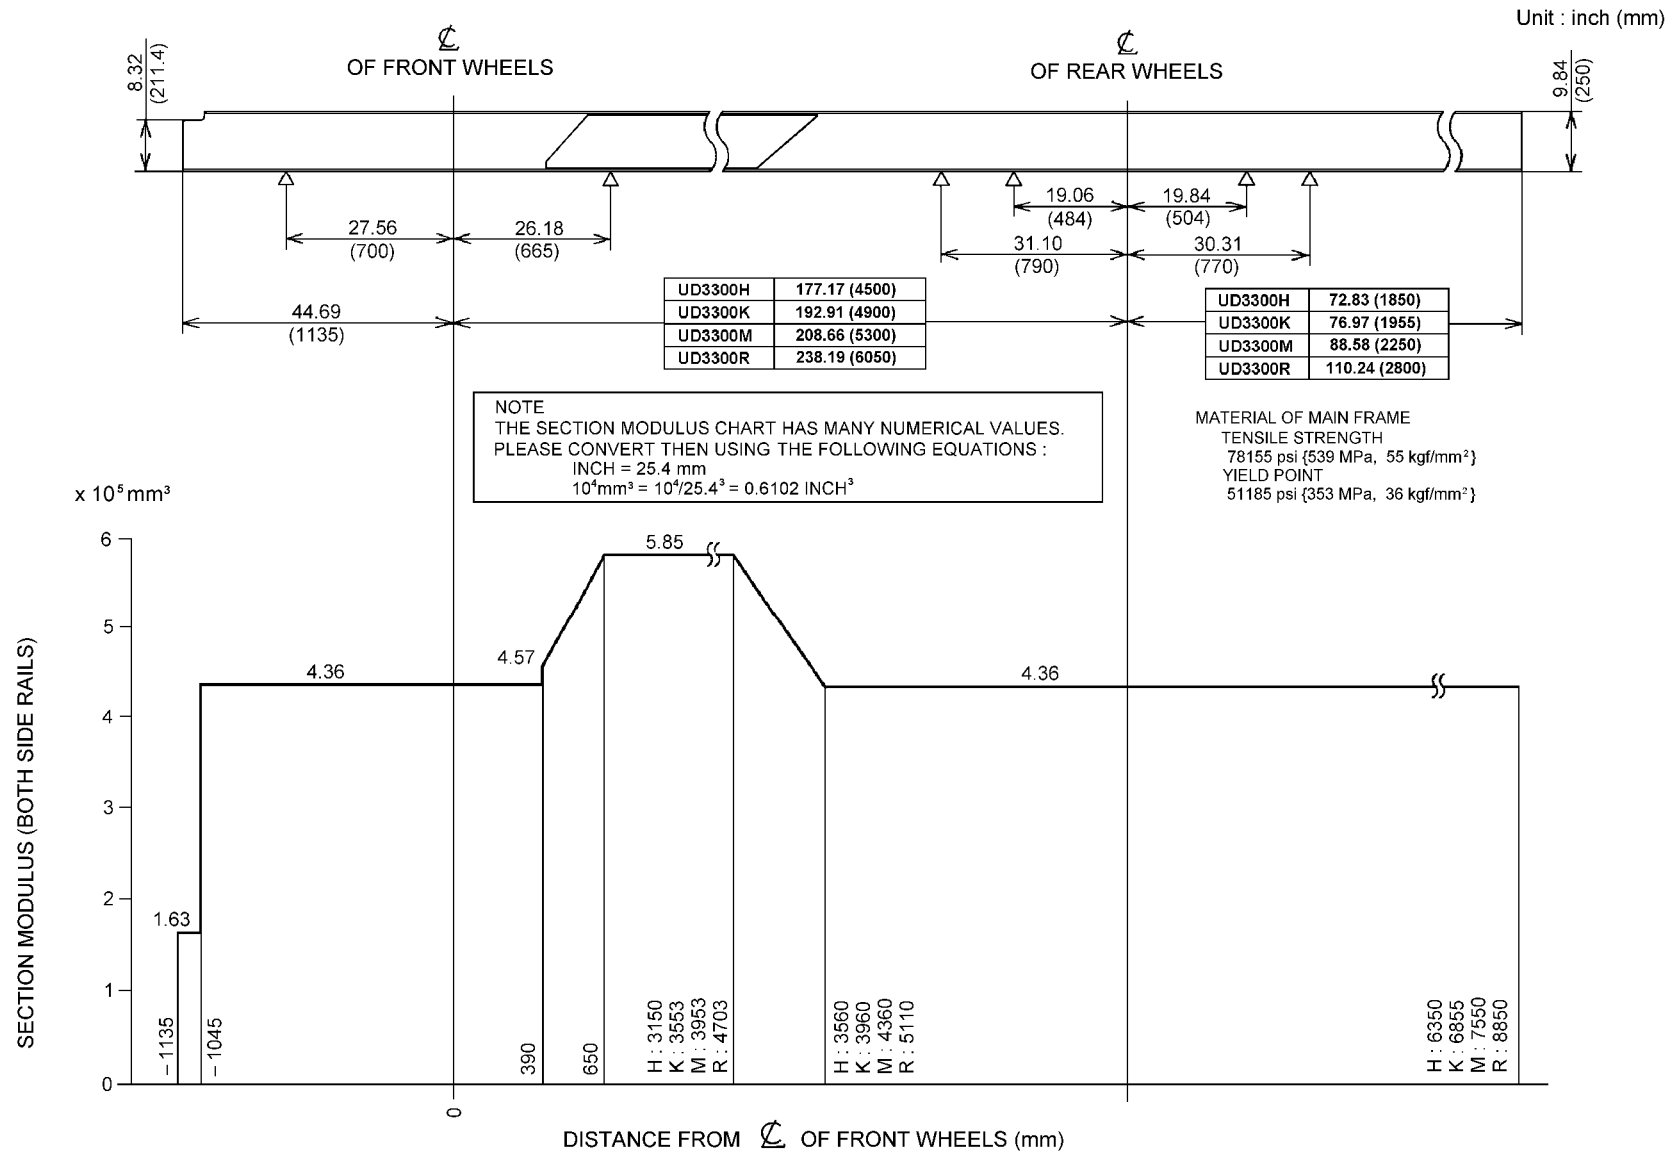 Unit : inch (mm)
℄
OF FRONT WHEELS
℄
OF REAR WHEELS
8.32
(211.4)
9.84
(250)
27.56
(700)
26.18
(665)
19.06
(484)
19.84
(504)
31.10
(790)
30.31
(770)
44.69
(1135)
UD3300H 177.17 (4500)
UD3300K 192.91 (4900)
UD3300M 208.66 (5300)
UD3300R 238.19 (6050)
UD3300H 72.83 (1850)
UD3300K 76.97 (1955)
UD3300M 88.58 (2250)
UD3300R 110.24 (2800)
NOTE
THE SECTION MODULUS CHART HAS MANY NUMERICAL VALUES.
PLEASE CONVERT THEN USING THE FOLLOWING EQUATIONS :
INCH = 25.4 mm
10⁴mm³ = 10⁴/25.4³ = 0.6102 INCH³
MATERIAL OF MAIN FRAME
TENSILE STRENGTH
78155 psi {539 MPa, 55 kgf/mm²}
YIELD POINT
51185 psi {353 MPa, 36 kgf/mm²}
x 10⁵mm³
SECTION MODULUS (BOTH SIDE RAILS)
6
5
4
3
2
1
0
1.63
4.36
4.57
5.85
4.36
– 1135
– 1045
390
650
H : 3150
K : 3553
M : 3953
R : 4703
H : 3560
K : 3960
M : 4360
R : 5110
H : 6350
K : 6855
M : 7550
R : 8850
0
DISTANCE FROM ℄ OF FRONT WHEELS (mm)